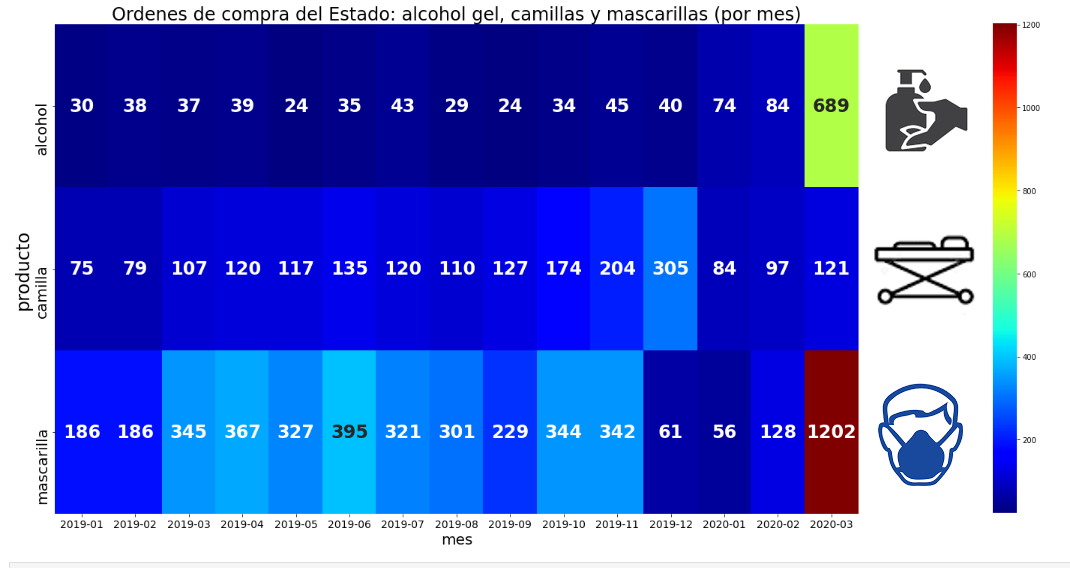 Ordenes de compra del Estado: alcohol gel, camillas y mascarillas (por mes)
producto
alcohol
30 38 37 39 24 35 43 29 24 34 45 40 74 84 689
camilla
75 79 107 120 117 135 120 110 127 174 204 305 84 97 121
mascarilla
186 186 345 367 327 395 321 301 229 344 342 61 56 128 1202
2019-01 2019-02 2019-03 2019-04 2019-05 2019-06 2019-07 2019-08 2019-09 2019-10 2019-11 2019-12 2020-01 2020-02 2020-03
mes
1200
1000
800
600
400
200